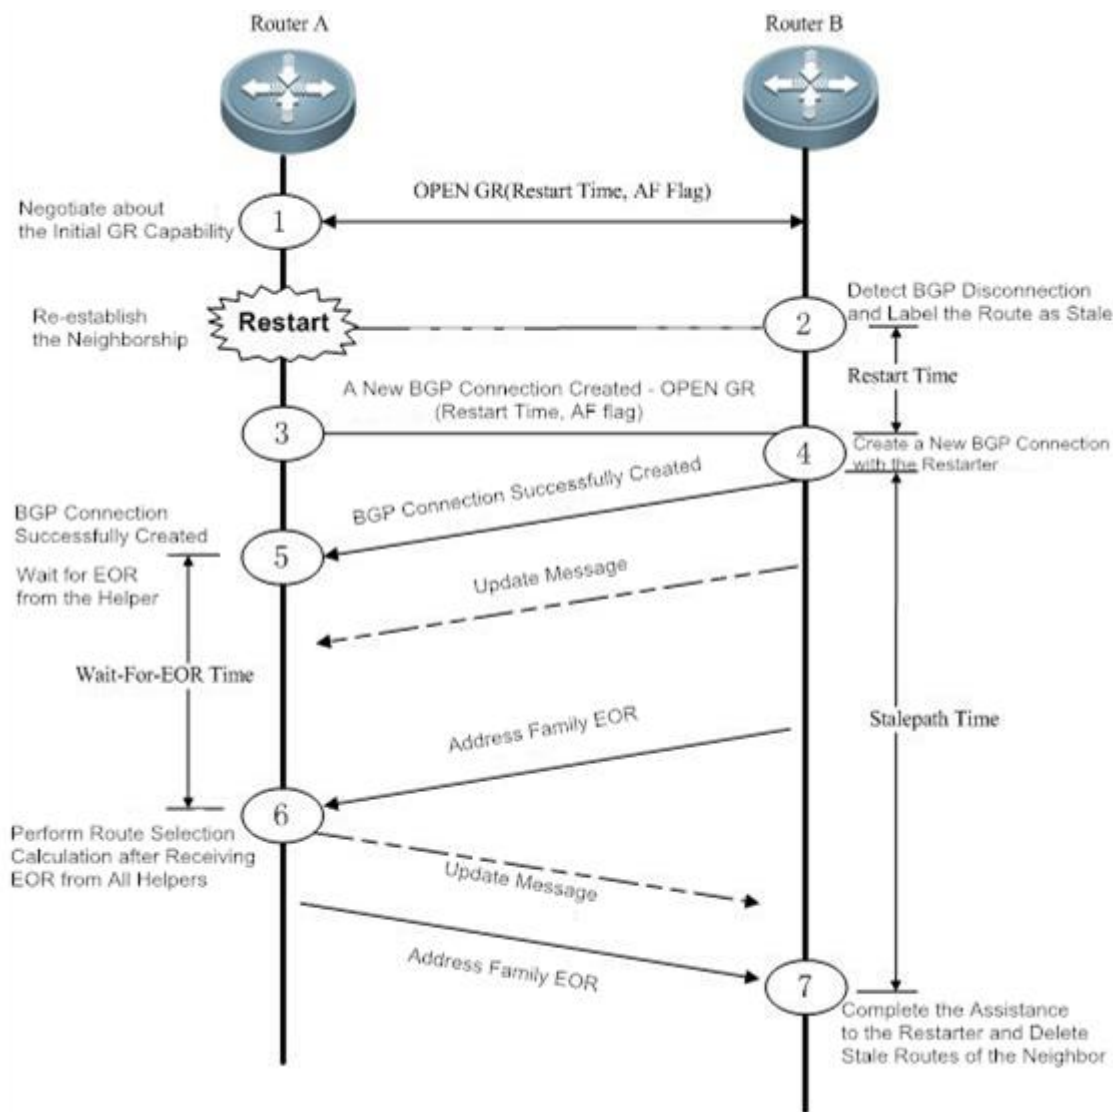 Router A
Router B
OPEN GR(Restart Time, AF Flag)
Negotiate about
the Initial GR Capability
1
Re-establish
the Neighborship
Restart
2
Detect BGP Disconnection
and Label the Route as Stale
Restart Time
A New BGP Connection Created - OPEN GR
(Restart Time, AF flag)
3
4
Create a New BGP Connection
with the Restarter
BGP Connection Successfully Created
BGP Connection
Successfully Created
5
Wait for EOR
from the Helper
Update Message
Wait-For-EOR Time
Stalepath Time
Address Family EOR
6
Perform Route Selection
Calculation after Receiving
EOR from All Helpers
Update Message
Address Family EOR
7
Complete the Assistance
to the Restarter and Delete
Stale Routes of the Neighbor